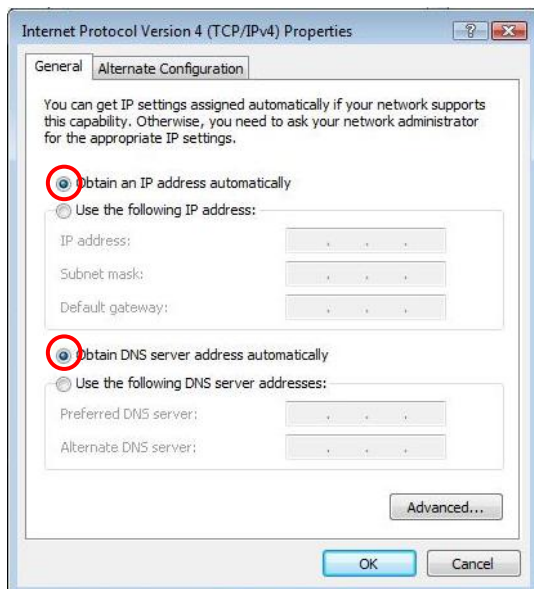 Internet Protocol Version 4 (TCP/IPv4) Properties
General
Alternate Configuration
You can get IP settings assigned automatically if your network supports
this capability. Otherwise, you need to ask your network administrator
for the appropriate IP settings.
Obtain an IP address automatically
Use the following IP address:
IP address:
Subnet mask:
Default gateway:
Obtain DNS server address automatically
Use the following DNS server addresses:
Preferred DNS server:
Alternate DNS server:
Advanced...
OK
Cancel